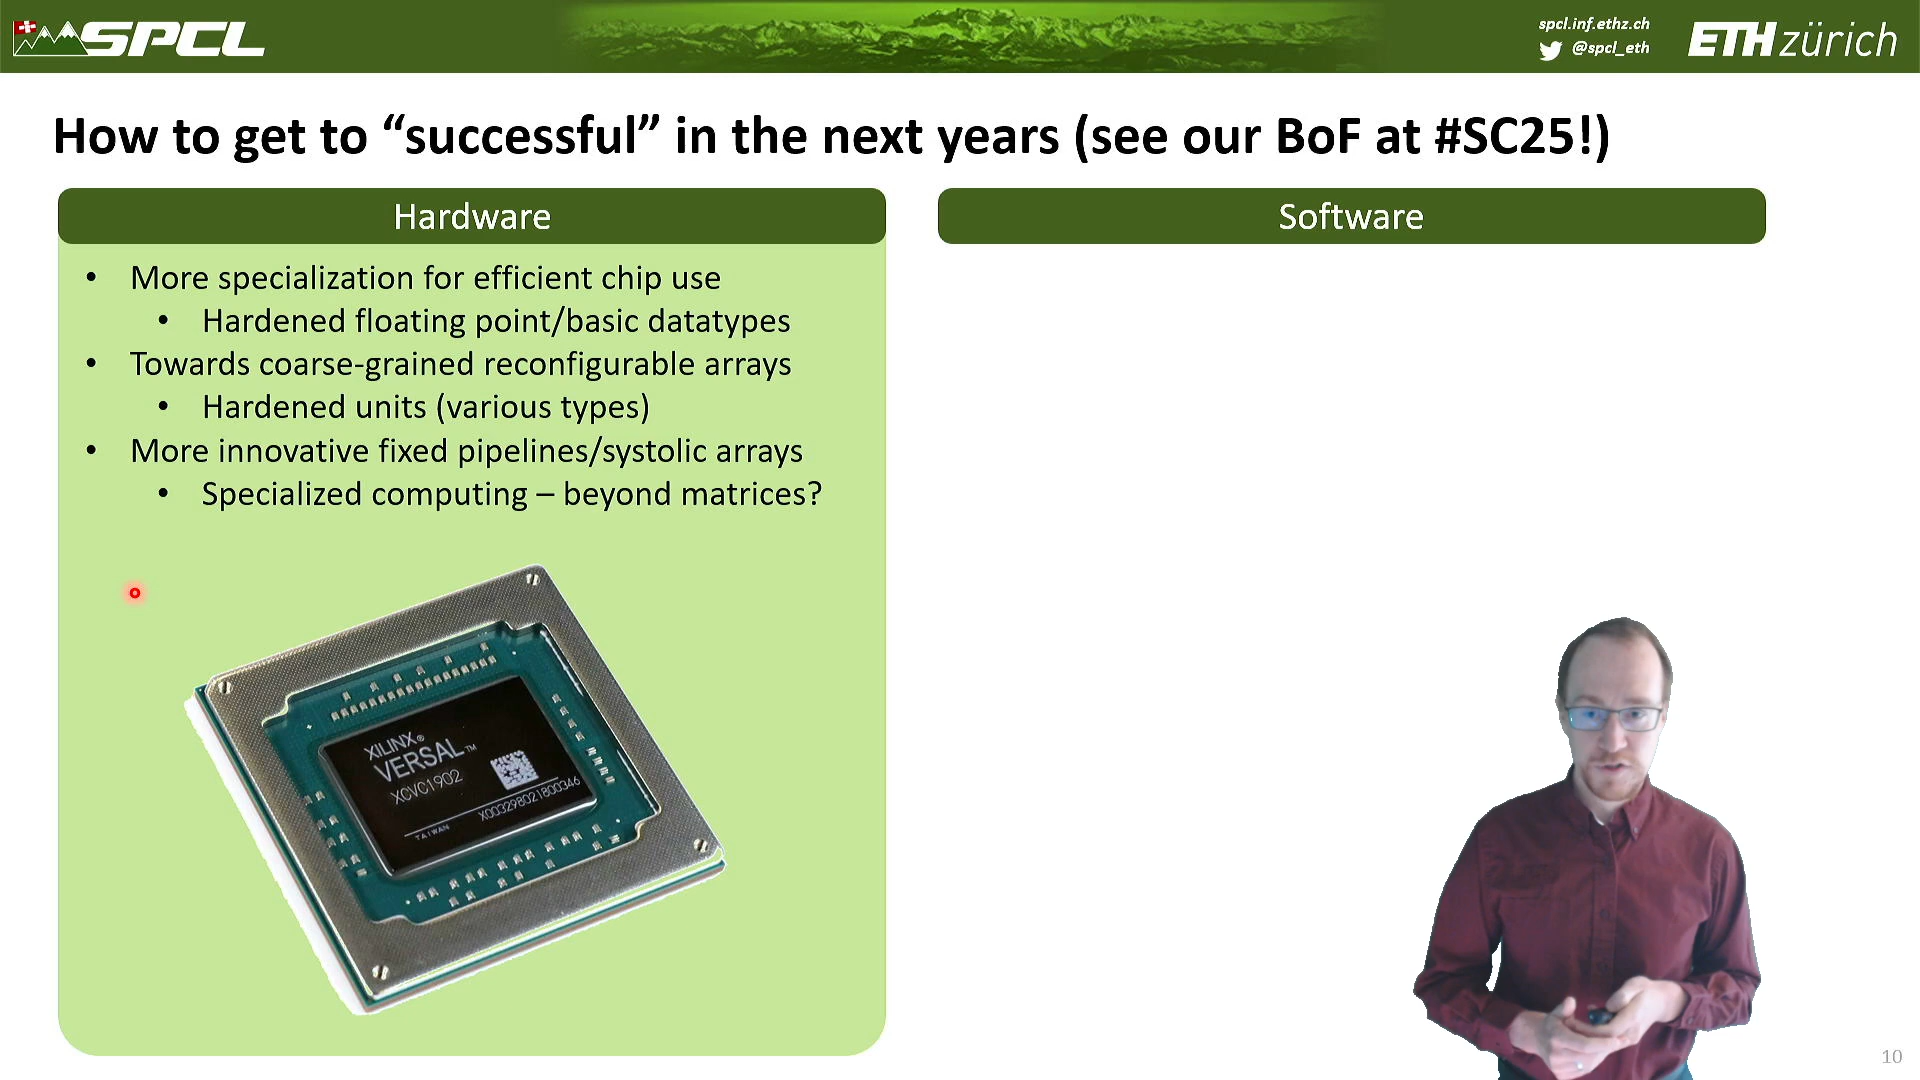 SPCL
spcl.inf.ethz.ch
@spcl_eth
ETH zürich
How to get to “successful” in the next years (see our BoF at #SC25!)
Hardware
• More specialization for efficient chip use
• Hardened floating point/basic datatypes
• Towards coarse-grained reconfigurable arrays
• Hardened units (various types)
• More innovative fixed pipelines/systolic arrays
• Specialized computing – beyond matrices?
XILINX®
VERSAL™
XCVC1902
X003298021800346
TAIWAN
Software
10